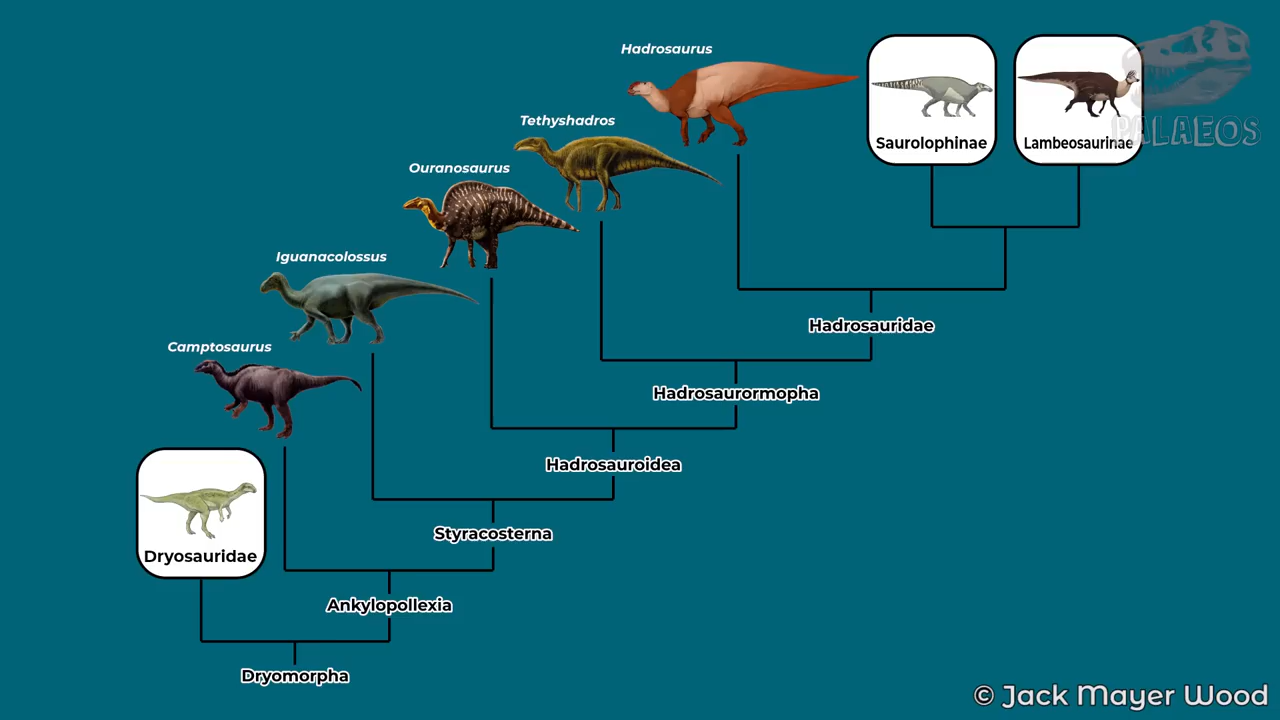 Hadrosaurus
Tethyshadros
Ouranosaurus
Iguanacolossus
Camptosaurus
Saurolophinae
Lambeosaurinae
PALAEOS
Hadrosauridae
Hadrosaurormopha
Hadrosauroidea
Styracosterna
Dryosauridae
Ankylopollexia
Dryomorpha
© Jack Mayer Wood